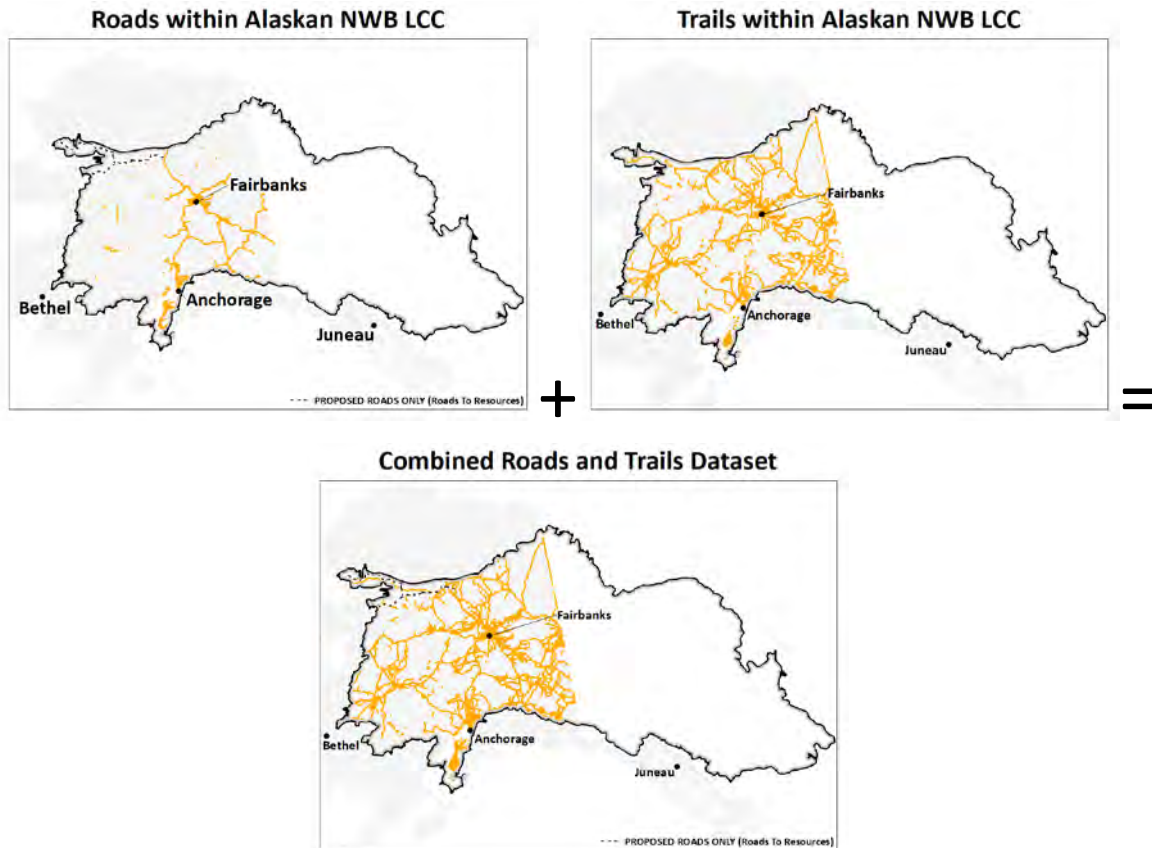 Roads within Alaskan NWB LCC
Fairbanks
Anchorage
Bethel
Juneau
PROPOSED ROADS ONLY (Roads To Resources)
+
Trails within Alaskan NWB LCC
Fairbanks
Anchorage
Bethel
Juneau
=
Combined Roads and Trails Dataset
Fairbanks
Anchorage
Bethel
Juneau
PROPOSED ROADS ONLY (Roads To Resources)